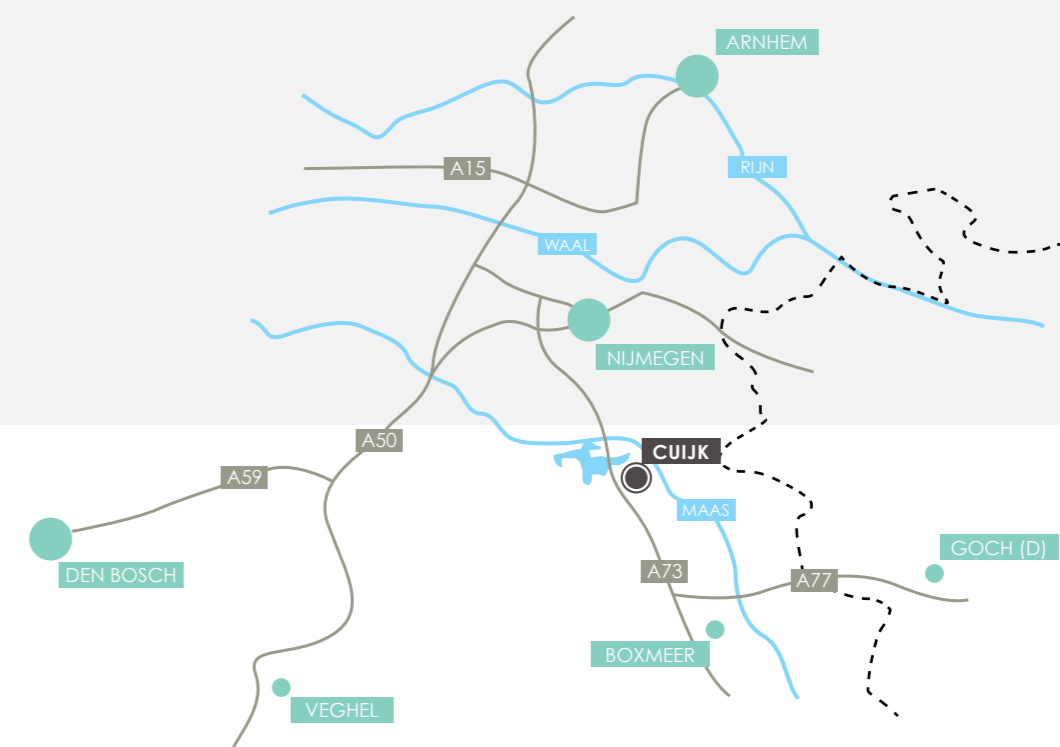 ARNHEM
A15
RIJN
WAAL
NIJMEGEN
A50
CUIJK
A59
MAAS
GOCH (D)
DEN BOSCH
A73
A77
BOXMEER
VEGHEL